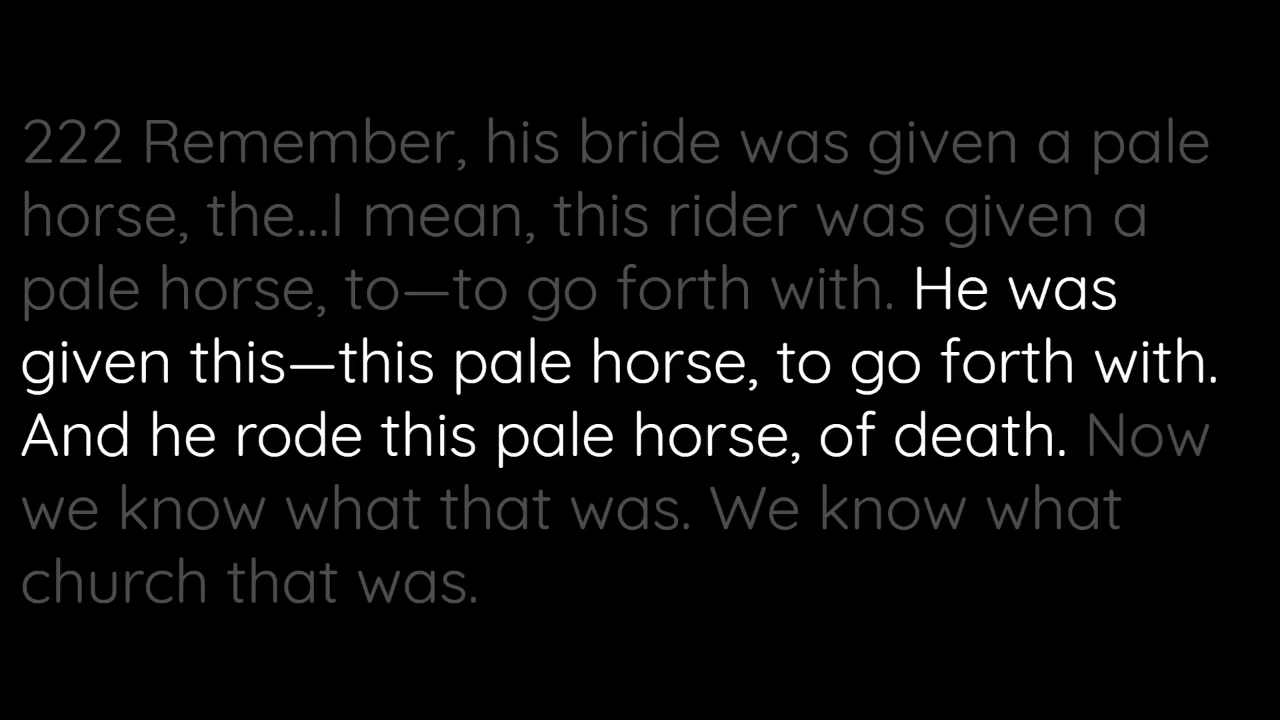 222 Remember, his bride was given a pale
horse, the...I mean, this rider was given a
pale horse, to—to go forth with. He was
given this—this pale horse, to go forth with.
And he rode this pale horse, of death. Now
we know what that was. We know what
church that was.